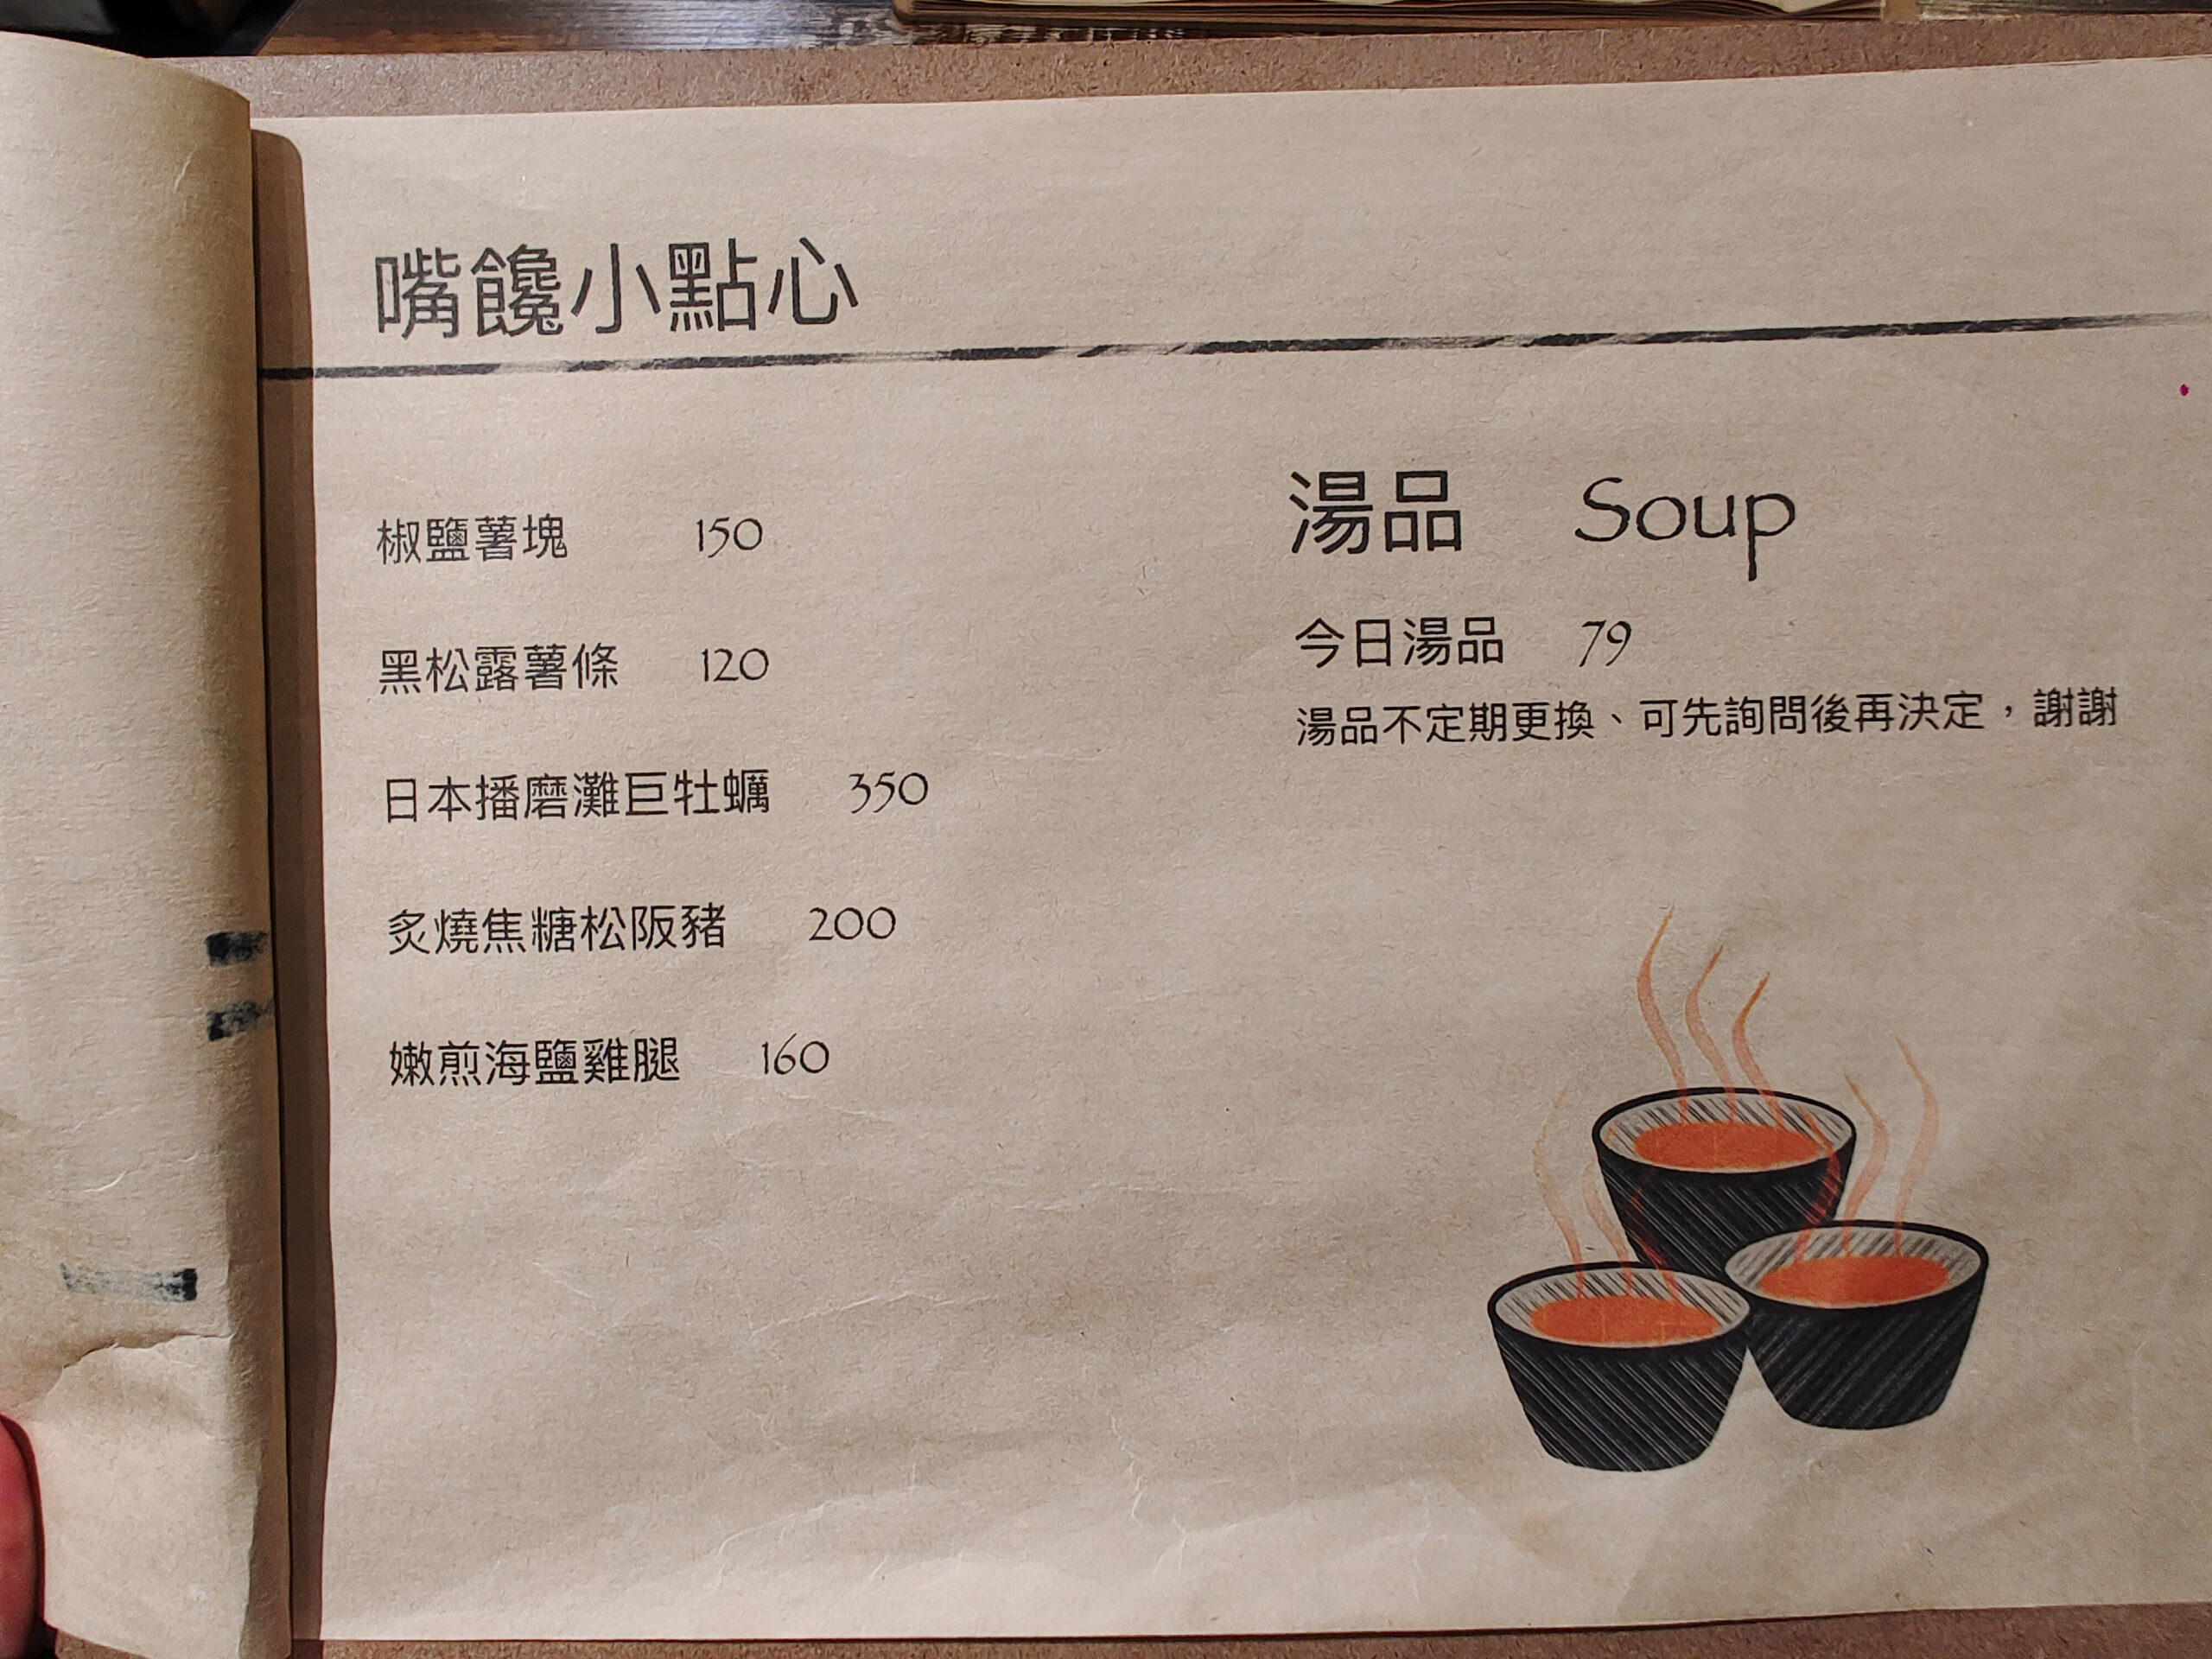 嘴饞小點心
椒鹽薯塊 150
黑松露薯條 120
日本播磨灘巨牡蠣 350
炙燒焦糖松阪豬 200
嫩煎海鹽雞腿 160
湯品 Soup
今日湯品 79
湯品不定期更換、可先詢問後再決定，謝謝